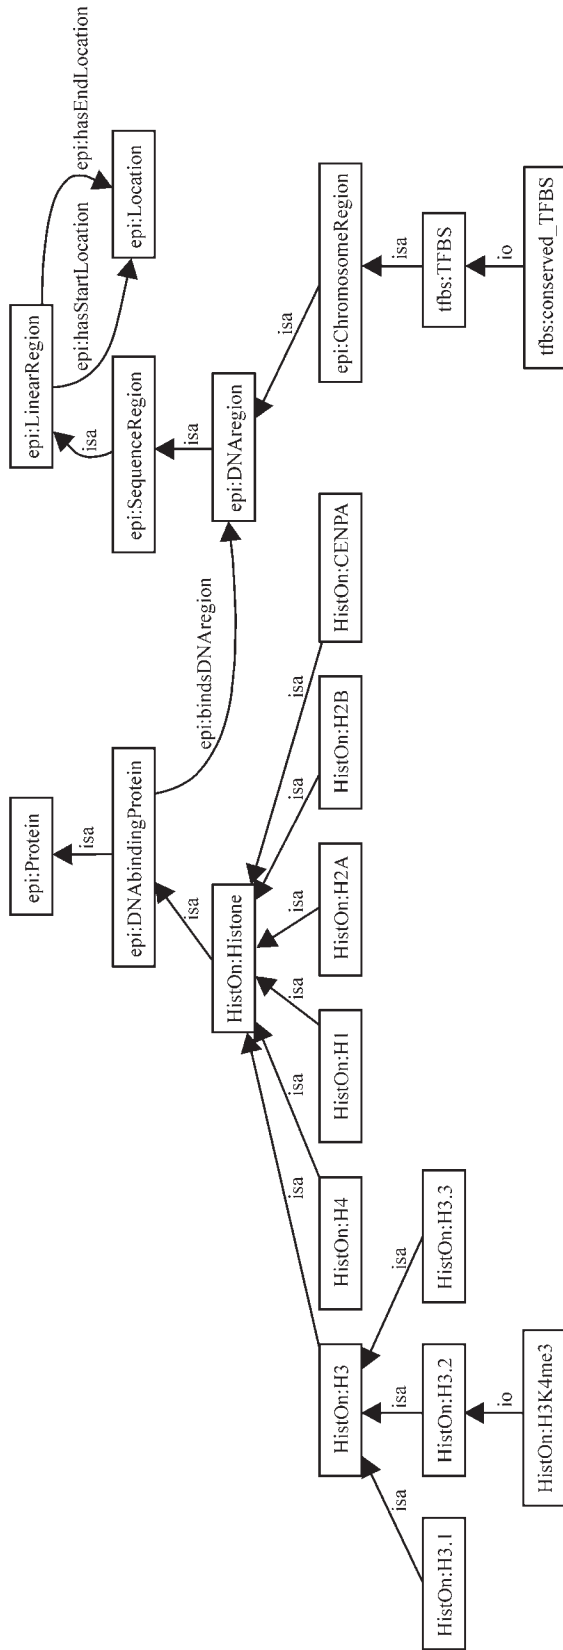 epi:Protein
epi:LinearRegion
epi:hasEndLocation
isa
isa
epi:hasStartLocation
epi:DNAbindingProtein
epi:SequenceRegion
epi:Location
isa
epi:bindsDNAregion
isa
HistOn:Histone
epi:DNAregion
isa
isa
isa
isa
isa
isa
isa
HistOn:H3
HistOn:H4
HistOn:H1
HistOn:H2A
HistOn:H2B
HistOn:CENPA
epi:ChromosomeRegion
isa
isa
isa
isa
HistOn:H3.1
HistOn:H3.2
HistOn:H3.3
tfbs:TFBS
io
io
HistOn:H3K4me3
tfbs:conserved_TFBS